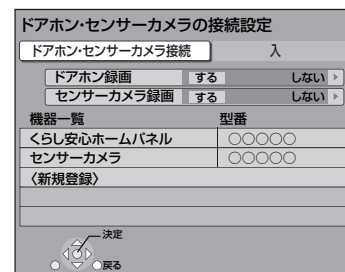 ドアホン・センサーカメラの接続設定
ドアホン・センサーカメラ接続 入
ドアホン録画 する しない
センサーカメラ録画 する しない
機器一覧 型番
くらし安心ホームパネル ○○○○○
センサーカメラ ○○○○○
〈新規登録〉
決定
戻る